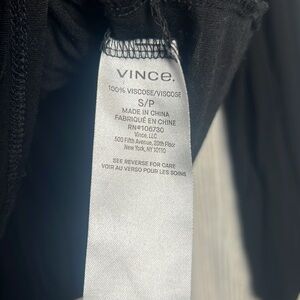 VINCE.
100% VISCOSE/VISCOSE
S/P
MADE IN CHINA
FABRIQUÉ EN CHINE
RN#106730
Vince, LLC
500 Fifth Avenue, 20th Floor
New York, NY 10110
SEE REVERSE FOR CARE
VOIR AU VERSO POUR LES SOINS